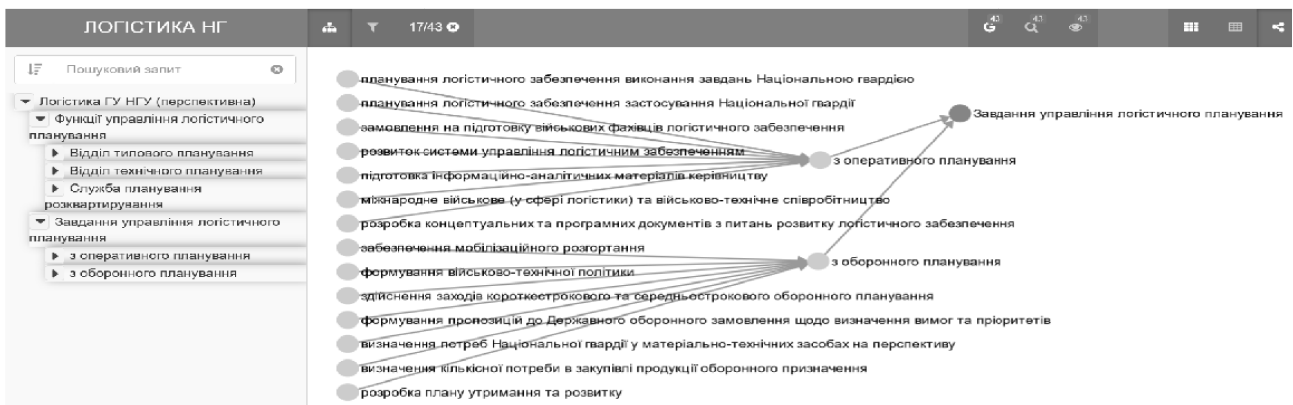 ЛОГІСТИКА НГ
17/43
43
43
43
Пошуковий запит
Логістика ГУ НГУ (перспективна)
Функції управління логістичного
планування
Відділ типового планування
Відділ технічного планування
Служба планування
розквартирування
Завдання управління логістичного
планування
з оперативного планування
з оборонного планування
планування логістичного забезпечення виконання завдань Національною гвардією
планування логістичного забезпечення застосування Національної гвардії
замовлення на підготовку військових фахівців логістичного забезпечення
розвиток системи управління логістичним забезпеченням
підготовка інформаційно-аналітичних матеріалів керівництву
міжнародне військове (у сфері логістики) та військово-технічне співробітництво
розробка концептуальних та програмних документів з питань розвитку логістичного забезпечення
забезпечення мобілізаційного розгортання
формування військово-технічної політики
здійснення заходів короткострокового та середньострокового оборонного планування
формування пропозицій до Державного оборонного замовлення щодо визначення вимог та пріоритетів
визначення потреб Національної гвардії у матеріально-технічних засобах на перспективу
визначення кількісної потреби в закупівлі продукції оборонного призначення
розробка плану утримання та розвитку
з оперативного планування
з оборонного планування
Завдання управління логістичного планування